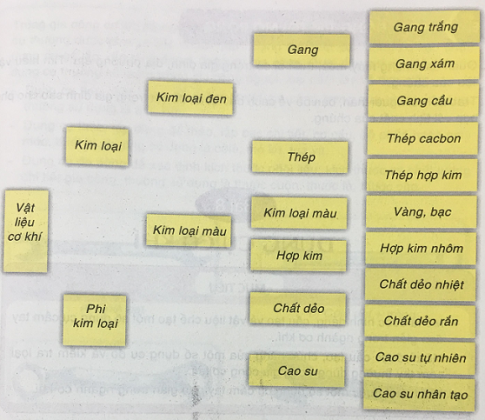 Gang trắng
Gang
Gang xám
Kim loại đen
Gang cầu
Kim loại
Thép cacbon
Thép
Thép hợp kim
Vật
liệu
cơ khí
Kim loại màu
Kim loại màu
Vàng, bạc
Hợp kim
Hợp kim nhôm
Phi
kim loại
Chất dẻo
Chất dẻo nhiệt
Chất dẻo rắn
Cao su
Cao su tự nhiên
Cao su nhân tạo